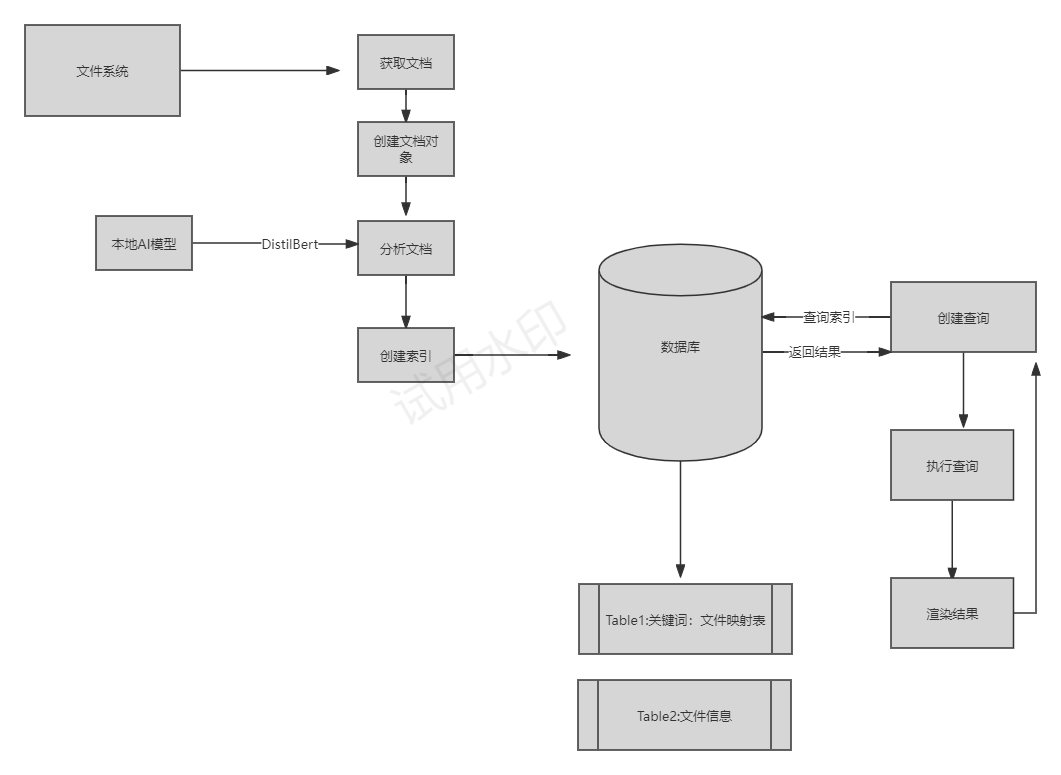 文件系统
获取文档
创建文档对
象
本地AI模型
DistilBert
分析文档
创建索引
试用水印
数据库
查询索引
返回结果
创建查询
执行查询
渲染结果
Table1:关键词：文件映射表
Table2:文件信息